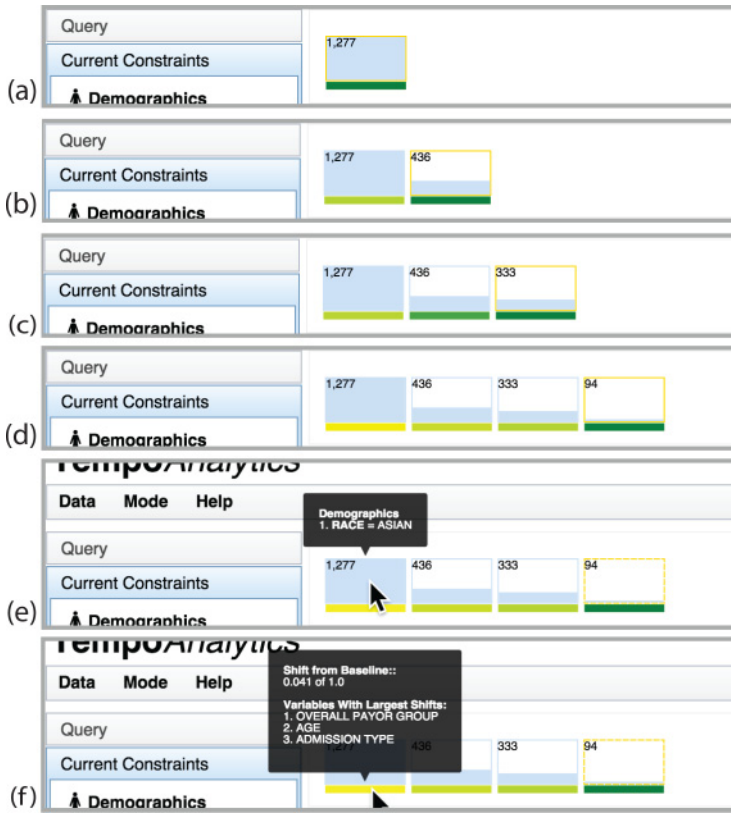 (a)
Query
Current Constraints
Demographics
1,277
(b)
Query
Current Constraints
Demographics
1,277 436
(c)
Query
Current Constraints
Demographics
1,277 436 333
(d)
Query
Current Constraints
Demographics
1,277 436 333 94
(e)
TempoAnalytics
Data Mode Help
Demographics
1. RACE = ASIAN
Query
Current Constraints
Demographics
1,277 436 333 94
(f)
TempoAnalytics
Data Mode Help
Shift from Baseline::
0.041 of 1.0
Variables With Largest Shifts:
1. OVERALL PAYOR GROUP
2. AGE
3. ADMISSION TYPE
Query
Current Constraints
Demographics
1,277 436 333 94